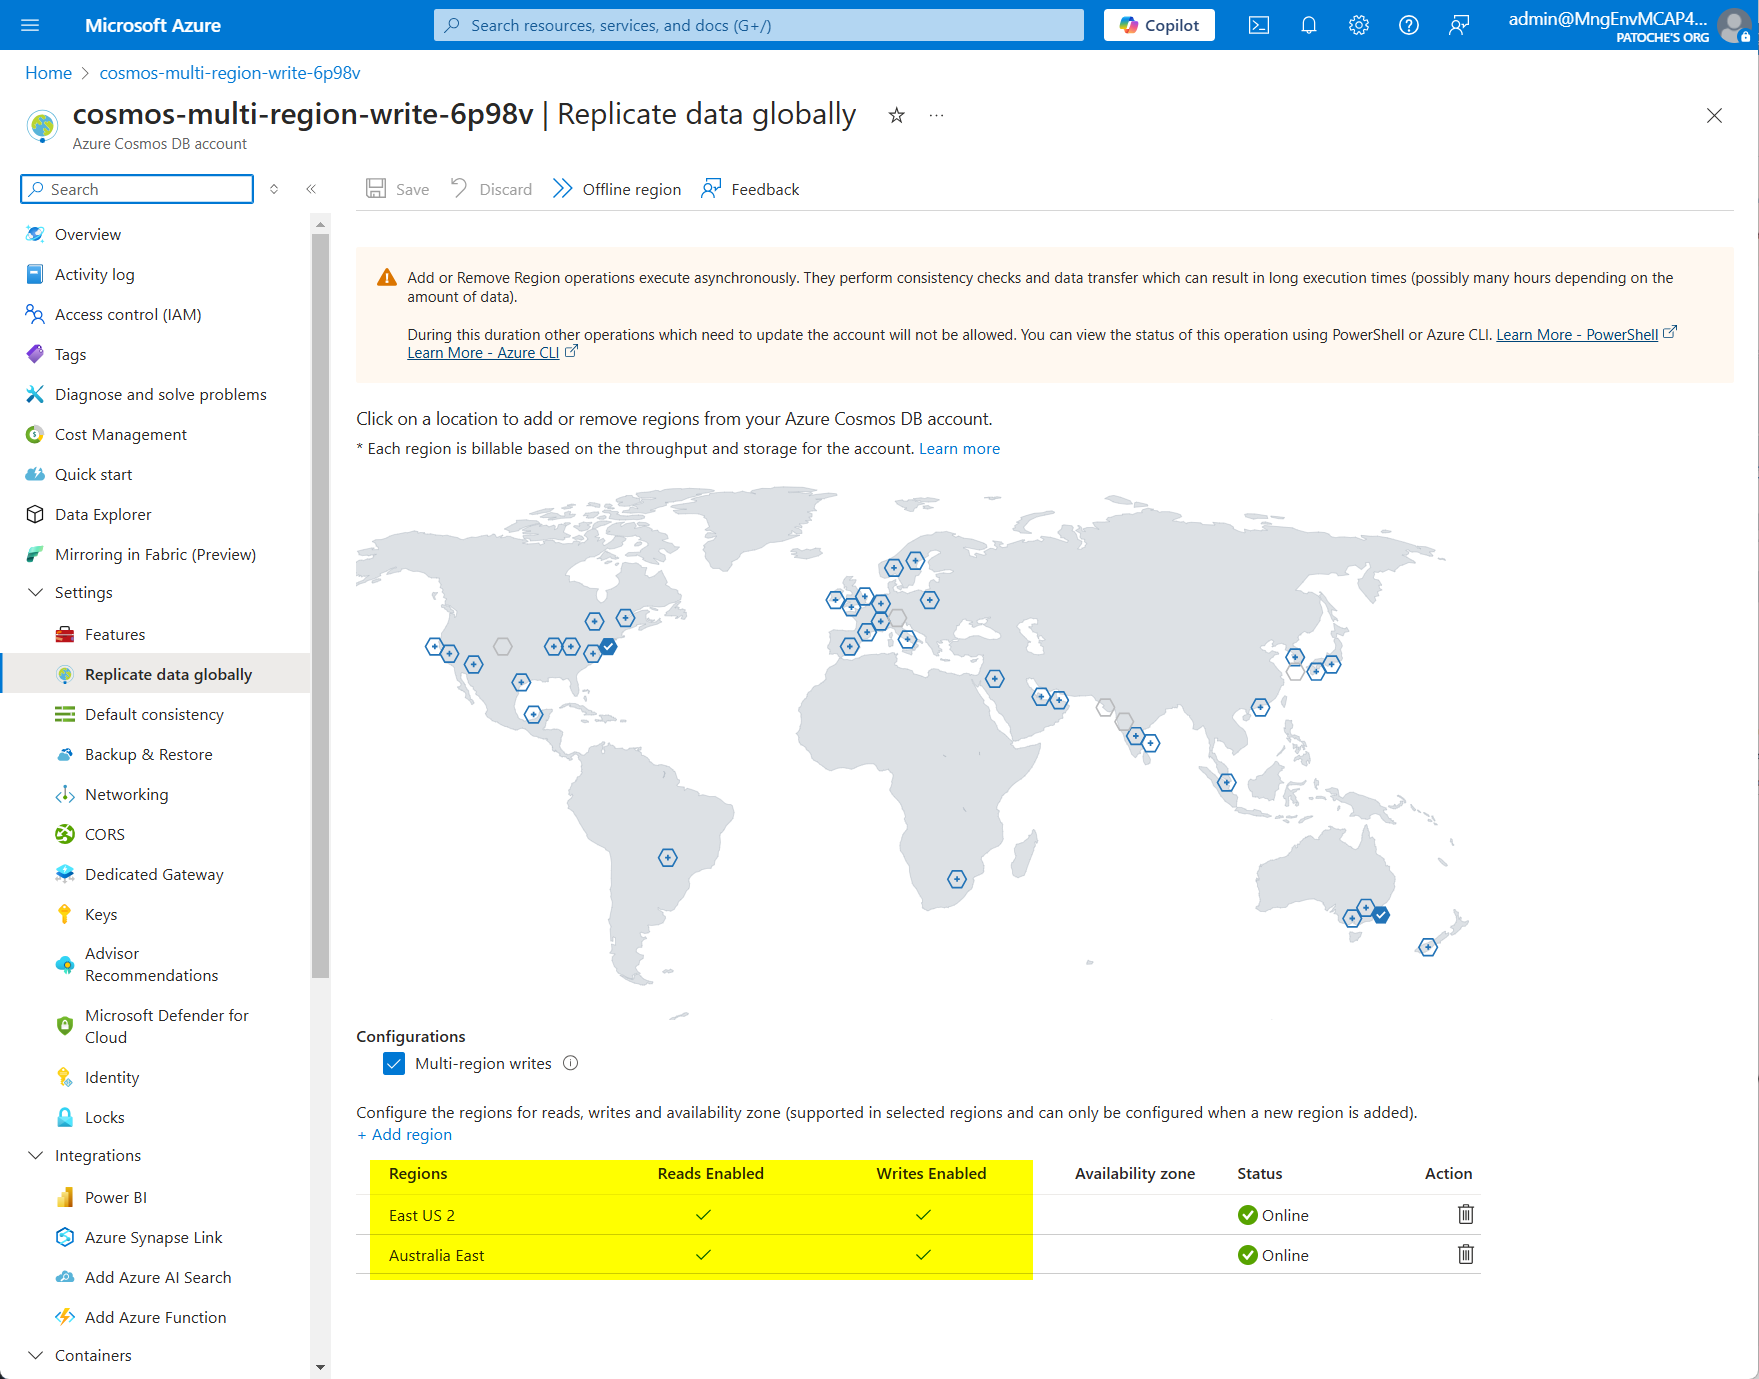 Microsoft Azure
Search resources, services, and docs (G+/)
Copilot
admin@MngEnvMCAP4...
PATOCHE'S ORG
Home > cosmos-multi-region-write-6p98v
cosmos-multi-region-write-6p98v | Replicate data globally
Azure Cosmos DB account
Search
Save
Discard
Offline region
Feedback
Overview
Activity log
Access control (IAM)
Tags
Diagnose and solve problems
Cost Management
Quick start
Data Explorer
Mirroring in Fabric (Preview)
Settings
Features
Replicate data globally
Default consistency
Backup & Restore
Networking
CORS
Dedicated Gateway
Keys
Advisor
Recommendations
Microsoft Defender for
Cloud
Identity
Locks
Integrations
Power BI
Azure Synapse Link
Add Azure AI Search
Add Azure Function
Containers
Add or Remove Region operations execute asynchronously. They perform consistency checks and data transfer which can result in long execution times (possibly many hours depending on the
amount of data).
During this duration other operations which need to update the account will not be allowed. You can view the status of this operation using PowerShell or Azure CLI. Learn More - PowerShell
Learn More - Azure CLI
Click on a location to add or remove regions from your Azure Cosmos DB account.
* Each region is billable based on the throughput and storage for the account. Learn more
Configurations
Multi-region writes
Configure the regions for reads, writes and availability zone (supported in selected regions and can only be configured when a new region is added).
+ Add region
Regions Reads Enabled Writes Enabled Availability zone Status Action
East US 2 Online
Australia East Online